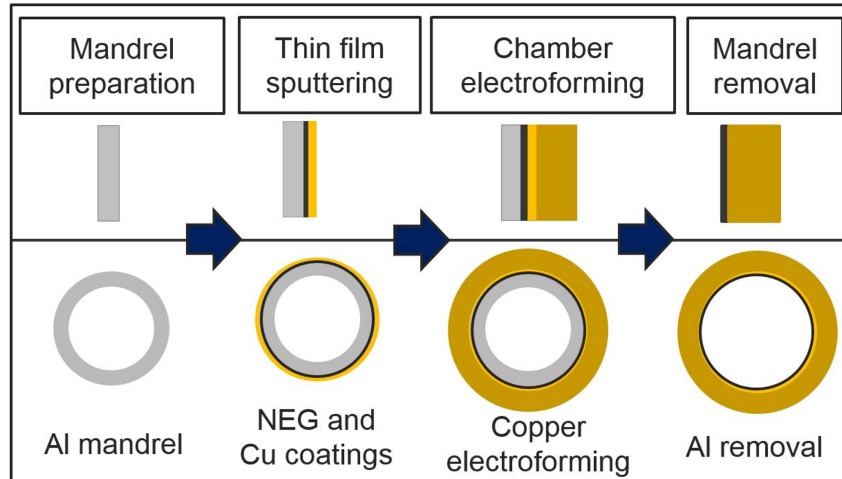 Mandrel
preparation
Thin film
sputtering
Chamber
electroforming
Mandrel
removal
Al mandrel
NEG and
Cu coatings
Copper
electroforming
Al removal